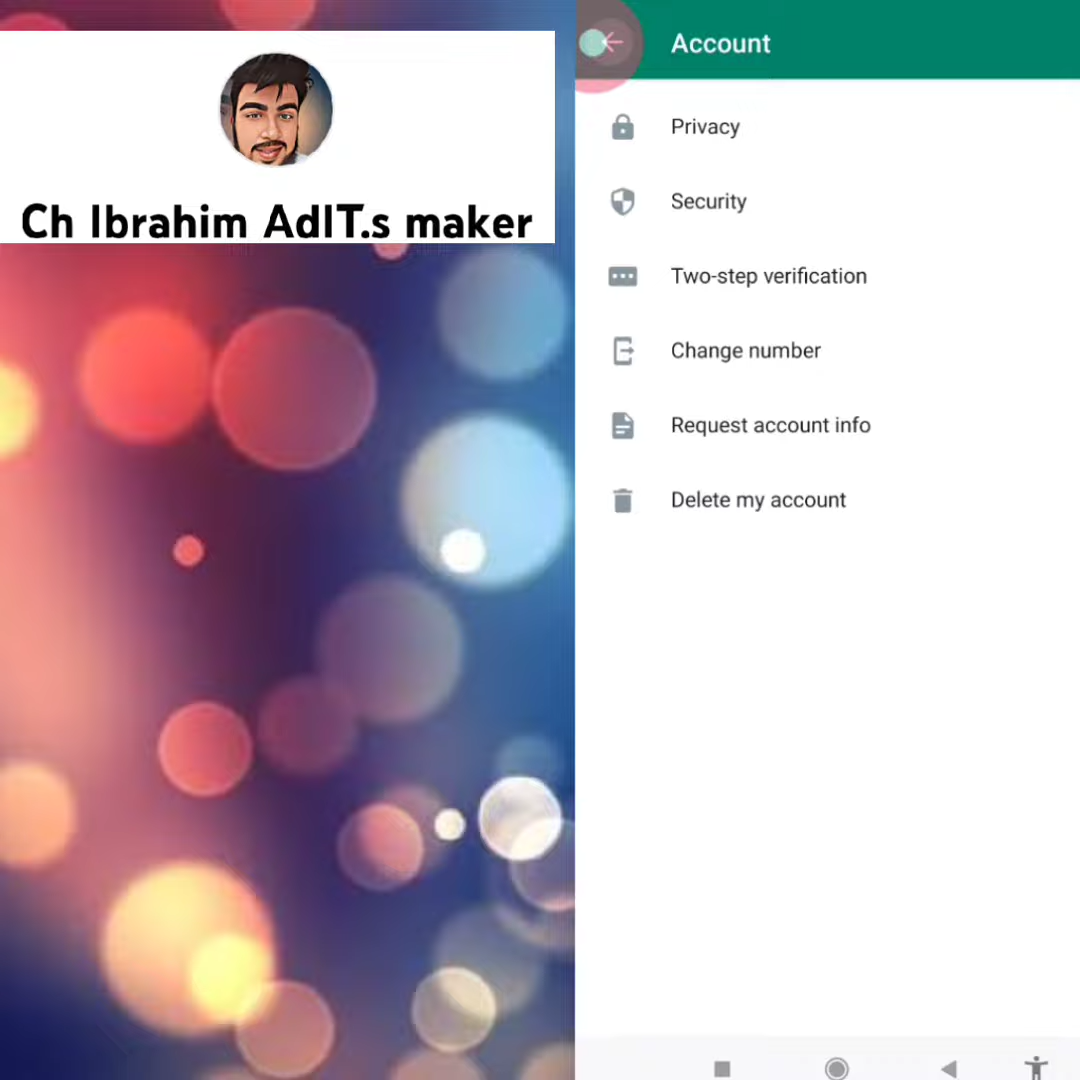 Ch Ibrahim AdIT.s maker
Account
Privacy
Security
Two-step verification
Change number
Request account info
Delete my account